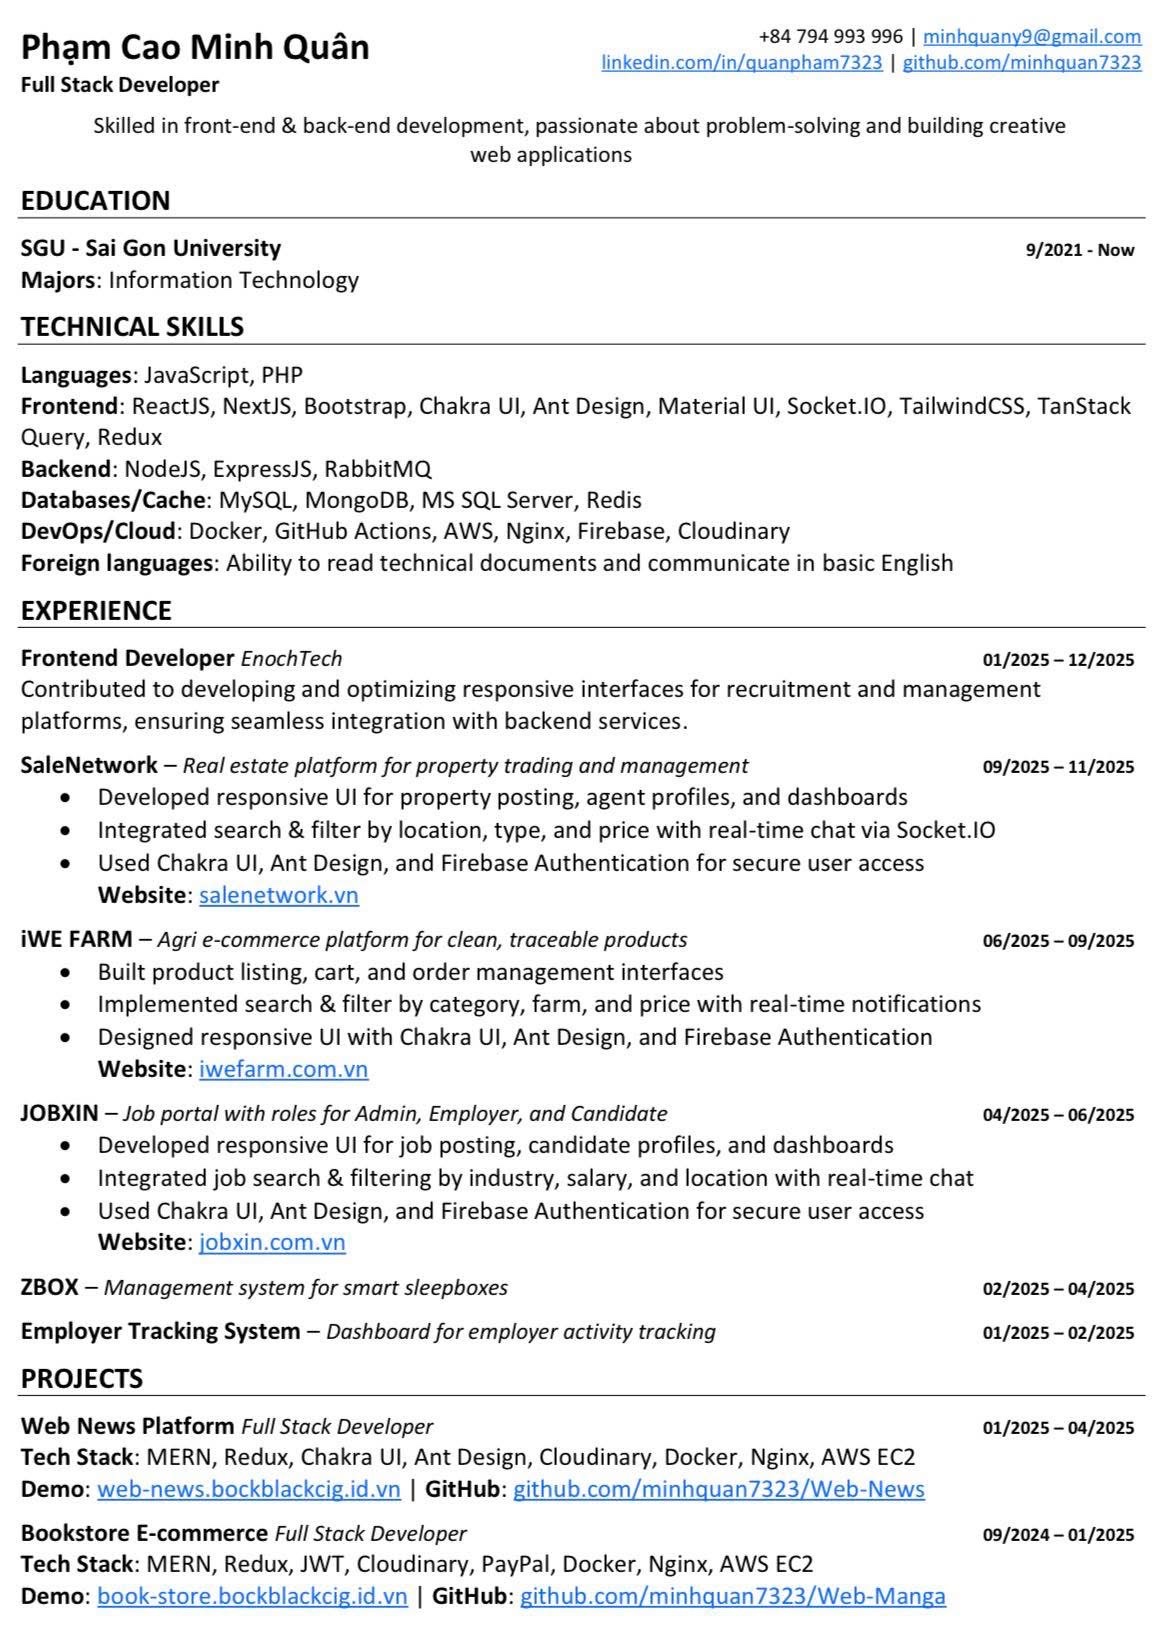 Phạm Cao Minh Quân
Full Stack Developer
+84 794 993 996 | minhquany9@gmail.com
linkedin.com/in/quanpham7323 | github.com/minhquan7323
Skilled in front-end & back-end development, passionate about problem-solving and building creative
web applications
EDUCATION
SGU - Sai Gon University 9/2021 - Now
Majors: Information Technology
TECHNICAL SKILLS
Languages: JavaScript, PHP
Frontend: ReactJS, NextJS, Bootstrap, Chakra UI, Ant Design, Material UI, Socket.IO, TailwindCSS, TanStack
Query, Redux
Backend: NodeJS, ExpressJS, RabbitMQ
Databases/Cache: MySQL, MongoDB, MS SQL Server, Redis
DevOps/Cloud: Docker, GitHub Actions, AWS, Nginx, Firebase, Cloudinary
Foreign languages: Ability to read technical documents and communicate in basic English
EXPERIENCE
Frontend Developer EnochTech 01/2025 – 12/2025
Contributed to developing and optimizing responsive interfaces for recruitment and management
platforms, ensuring seamless integration with backend services.
SaleNetwork – Real estate platform for property trading and management 09/2025 – 11/2025
• Developed responsive UI for property posting, agent profiles, and dashboards
• Integrated search & filter by location, type, and price with real-time chat via Socket.IO
• Used Chakra UI, Ant Design, and Firebase Authentication for secure user access
Website: salenetwork.vn
iWE FARM – Agri e-commerce platform for clean, traceable products 06/2025 – 09/2025
• Built product listing, cart, and order management interfaces
• Implemented search & filter by category, farm, and price with real-time notifications
• Designed responsive UI with Chakra UI, Ant Design, and Firebase Authentication
Website: iwefarm.com.vn
JOBXIN – Job portal with roles for Admin, Employer, and Candidate 04/2025 – 06/2025
• Developed responsive UI for job posting, candidate profiles, and dashboards
• Integrated job search & filtering by industry, salary, and location with real-time chat
• Used Chakra UI, Ant Design, and Firebase Authentication for secure user access
Website: jobxin.com.vn
ZBOX – Management system for smart sleepboxes 02/2025 – 04/2025
Employer Tracking System – Dashboard for employer activity tracking 01/2025 – 02/2025
PROJECTS
Web News Platform Full Stack Developer 01/2025 – 04/2025
Tech Stack: MERN, Redux, Chakra UI, Ant Design, Cloudinary, Docker, Nginx, AWS EC2
Demo: web-news.bockblackcig.id.vn | GitHub: github.com/minhquan7323/Web-News
Bookstore E-commerce Full Stack Developer 09/2024 – 01/2025
Tech Stack: MERN, Redux, JWT, Cloudinary, PayPal, Docker, Nginx, AWS EC2
Demo: book-store.bockblackcig.id.vn | GitHub: github.com/minhquan7323/Web-Manga